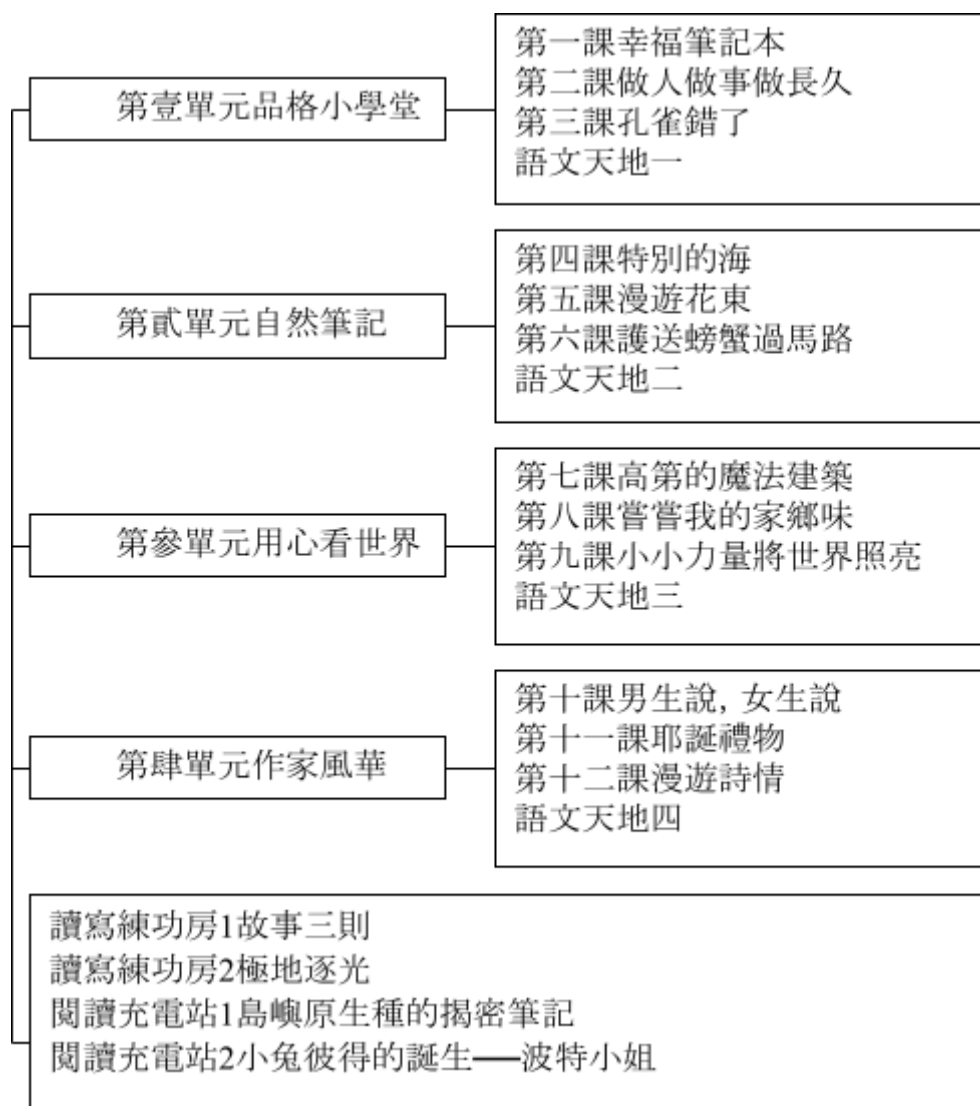 第壹單元品格小學堂
第一課幸福筆記本
第二課做人做事做長久
第三課孔雀錯了
語文天地一
第貳單元自然筆記
第四課特別的海
第五課漫遊花東
第六課護送螃蟹過馬路
語文天地二
第參單元用心看世界
第七課高第的魔法建築
第八課嘗嘗我的家鄉味
第九課小小力量將世界照亮
語文天地三
第肆單元作家風華
第十課男生說, 女生說
第十一課耶誕禮物
第十二課漫遊詩情
語文天地四
讀寫練功房1故事三則
讀寫練功房2極地逐光
閱讀充電站1島嶼原生種的揭密筆記
閱讀充電站2小兔彼得的誕生──波特小姐